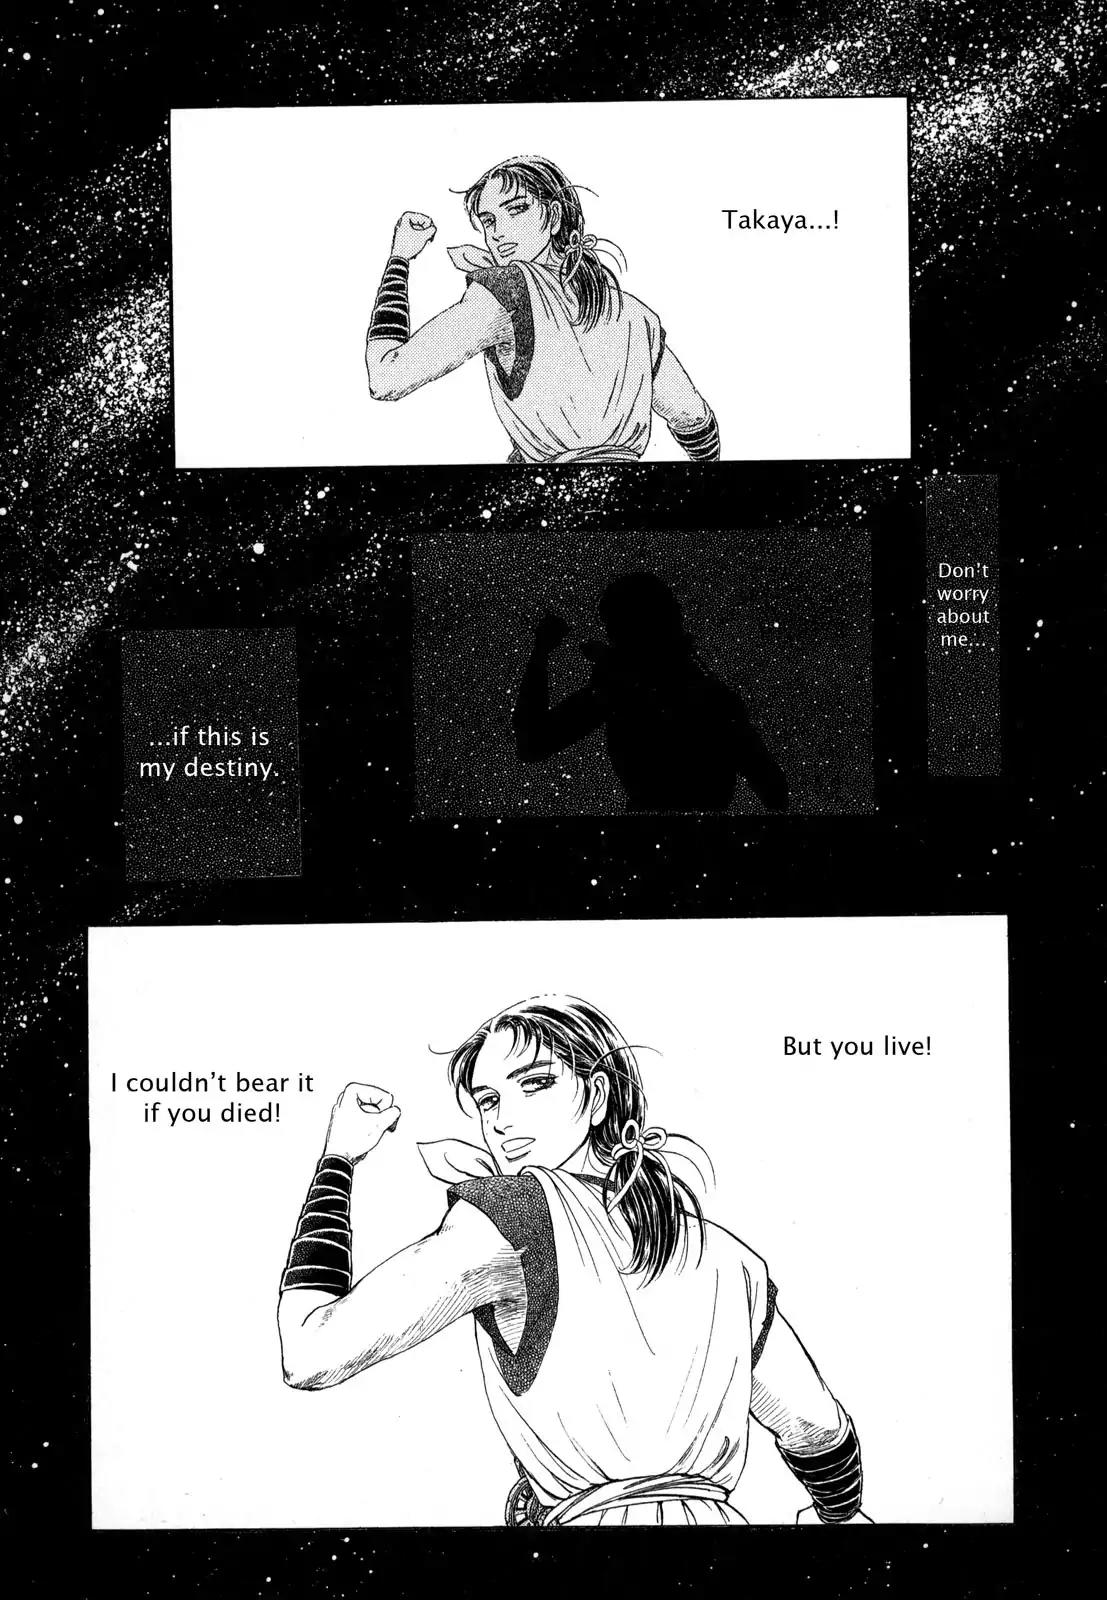 Takaya...!
Don't
worry
about
me...
...if this is
my destiny.
But you live!
I couldn't bear it
if you died!